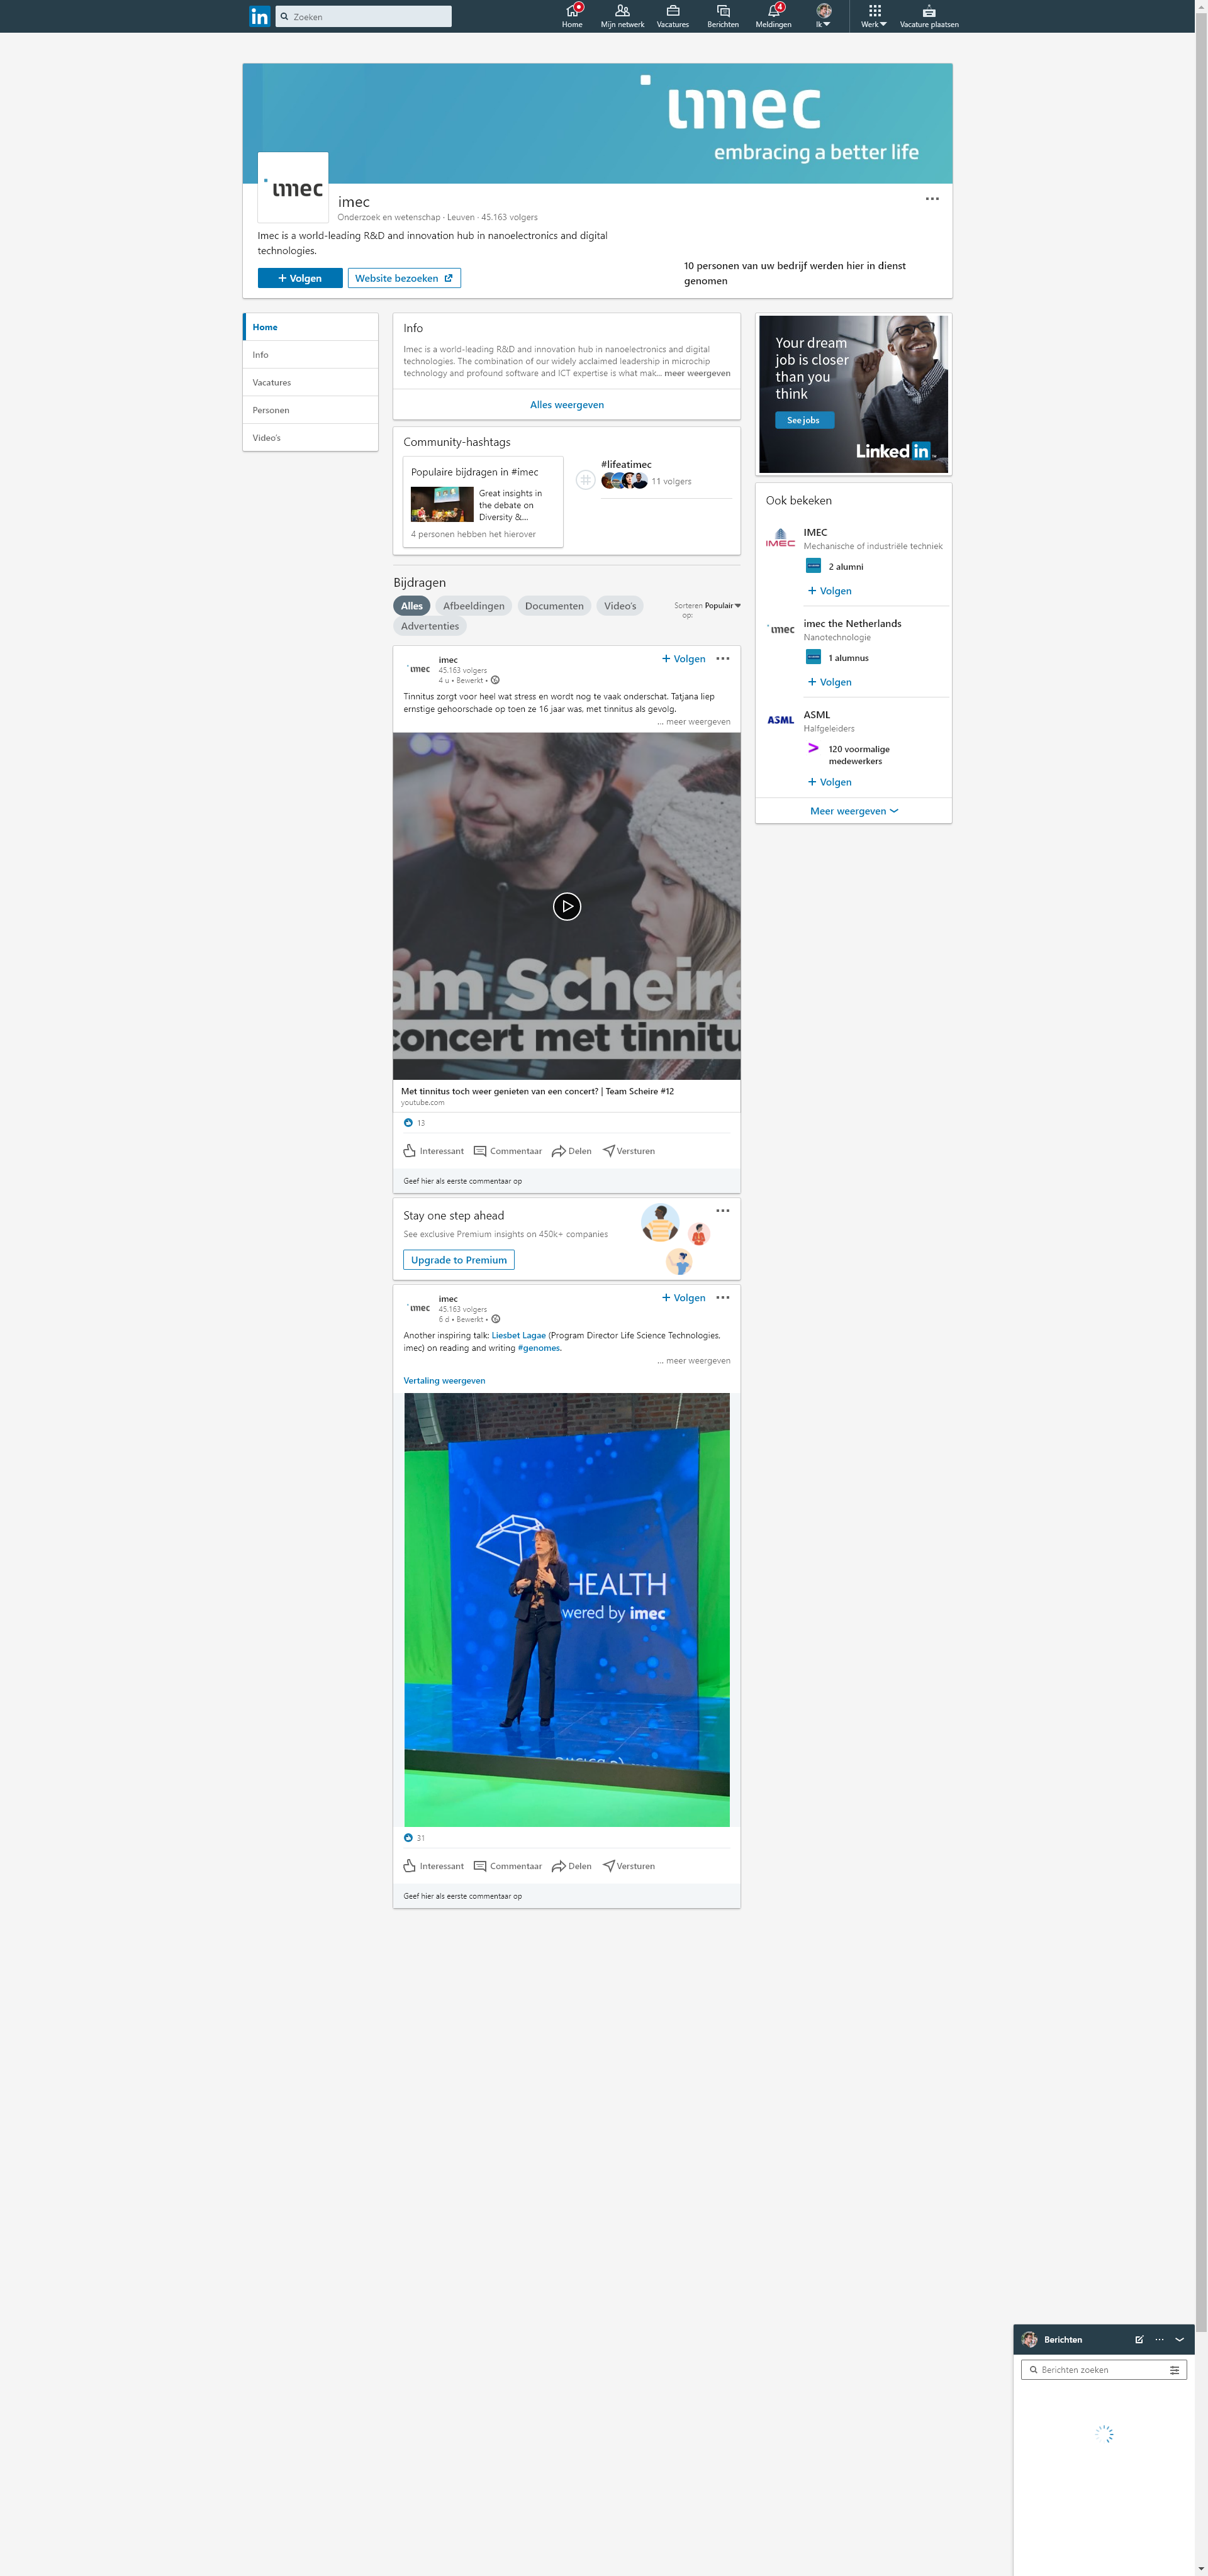 in
Zoeken
Home
Mijn netwerk
Vacatures
Berichten
4
Meldingen
Ik
Werk
Vacature plaatsen
imec
embracing a better life
imec
imec
Onderzoek en wetenschap · Leuven · 45.163 volgers
Imec is a world-leading R&D and innovation hub in nanoelectronics and digital
technologies.
10 personen van uw bedrijf werden hier in dienst
genomen
+ Volgen
Website bezoeken
Home
Info
Vacatures
Personen
Video's
Info
Imec is a world-leading R&D and innovation hub in nanoelectronics and digital
technologies. The combination of our widely acclaimed leadership in microchip
technology and profound software and ICT expertise is what mak... meer weergeven
Alles weergeven
Community-hashtags
Populaire bijdragen in #imec
Great insights in
the debate on
Diversity &...
4 personen hebben het hierover
#lifeatimec
11 volgers
Bijdragen
Alles
Afbeeldingen
Documenten
Video's
Advertenties
Sorteren Populair
op:
imec
imec
45.163 volgers
4 u • Bewerkt •
+ Volgen
Tinnitus zorgt voor heel wat stress en wordt nog te vaak onderschat. Tatjana liep
ernstige gehoorschade op toen ze 16 jaar was, met tinnitus als gevolg.
... meer weergeven
am Scheire
concert met tinnitu
Met tinnitus toch weer genieten van een concert? | Team Scheire #12
youtube.com
13
Interessant
Commentaar
Delen
Versturen
Geef hier als eerste commentaar op
Stay one step ahead
See exclusive Premium insights on 450k+ companies
Upgrade to Premium
imec
imec
45.163 volgers
6 d • Bewerkt •
+ Volgen
Another inspiring talk: Liesbet Lagae (Program Director Life Science Technologies,
imec) on reading and writing #genomes.
... meer weergeven
Vertaling weergeven
HEALTH
wered by imec
31
Interessant
Commentaar
Delen
Versturen
Geef hier als eerste commentaar op
Your dream
job is closer
than you
think
See jobs
Linked in
Ook bekeken
IMEC
IMEC
Mechanische of industriële techniek
2 alumni
+ Volgen
imec
imec the Netherlands
Nanotechnologie
1 alumnus
+ Volgen
ASML
ASML
Halfgeleiders
120 voormalige
medewerkers
+ Volgen
Meer weergeven
Berichten
Berichten zoeken